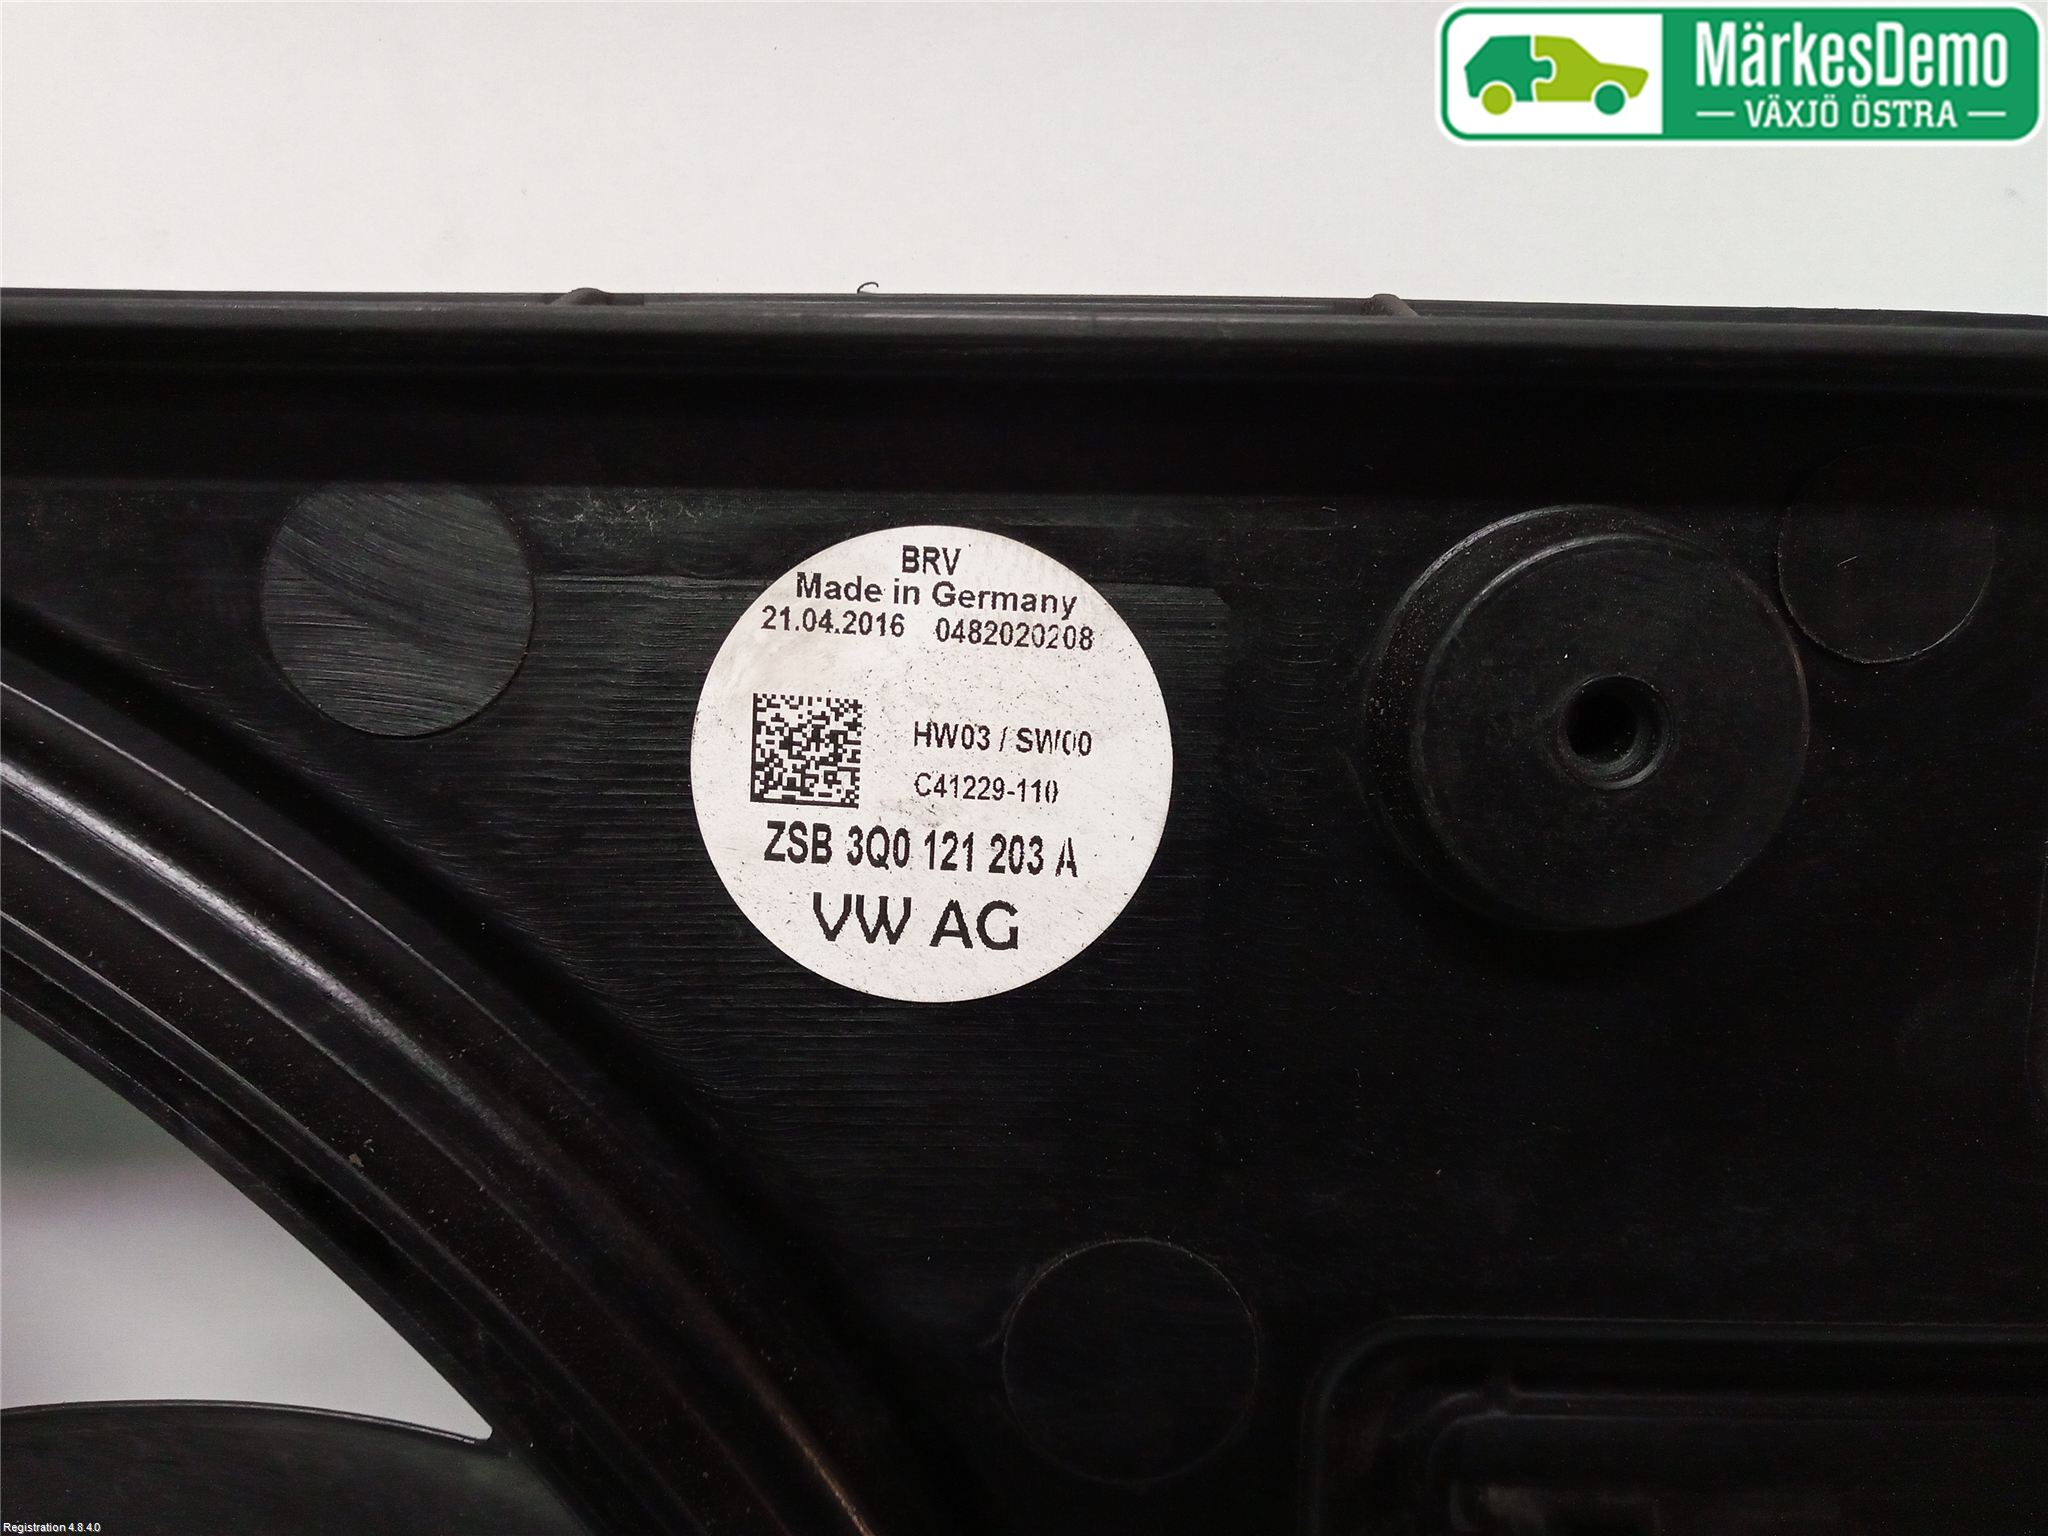 MärkesDemo
VÄXJÖ ÖSTRA
BRV
Made in Germany
21.04.2016 0482020208
HW03 / SW00
C41229-110
ZSB 3Q0 121 203 A
VW AG
Registration 4.8.4.0